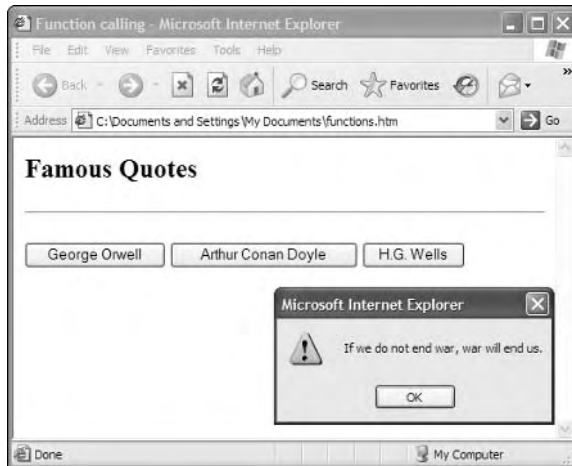 Function calling - Microsoft Internet Explorer
File Edit View Favorites Tools Help
Back Search Favorites »
Address C:\Documents and Settings\My Documents\functions.htm Go
Famous Quotes
George Orwell Arthur Conan Doyle H.G. Wells
Microsoft Internet Explorer
If we do not end war, war will end us.
OK
Done My Computer